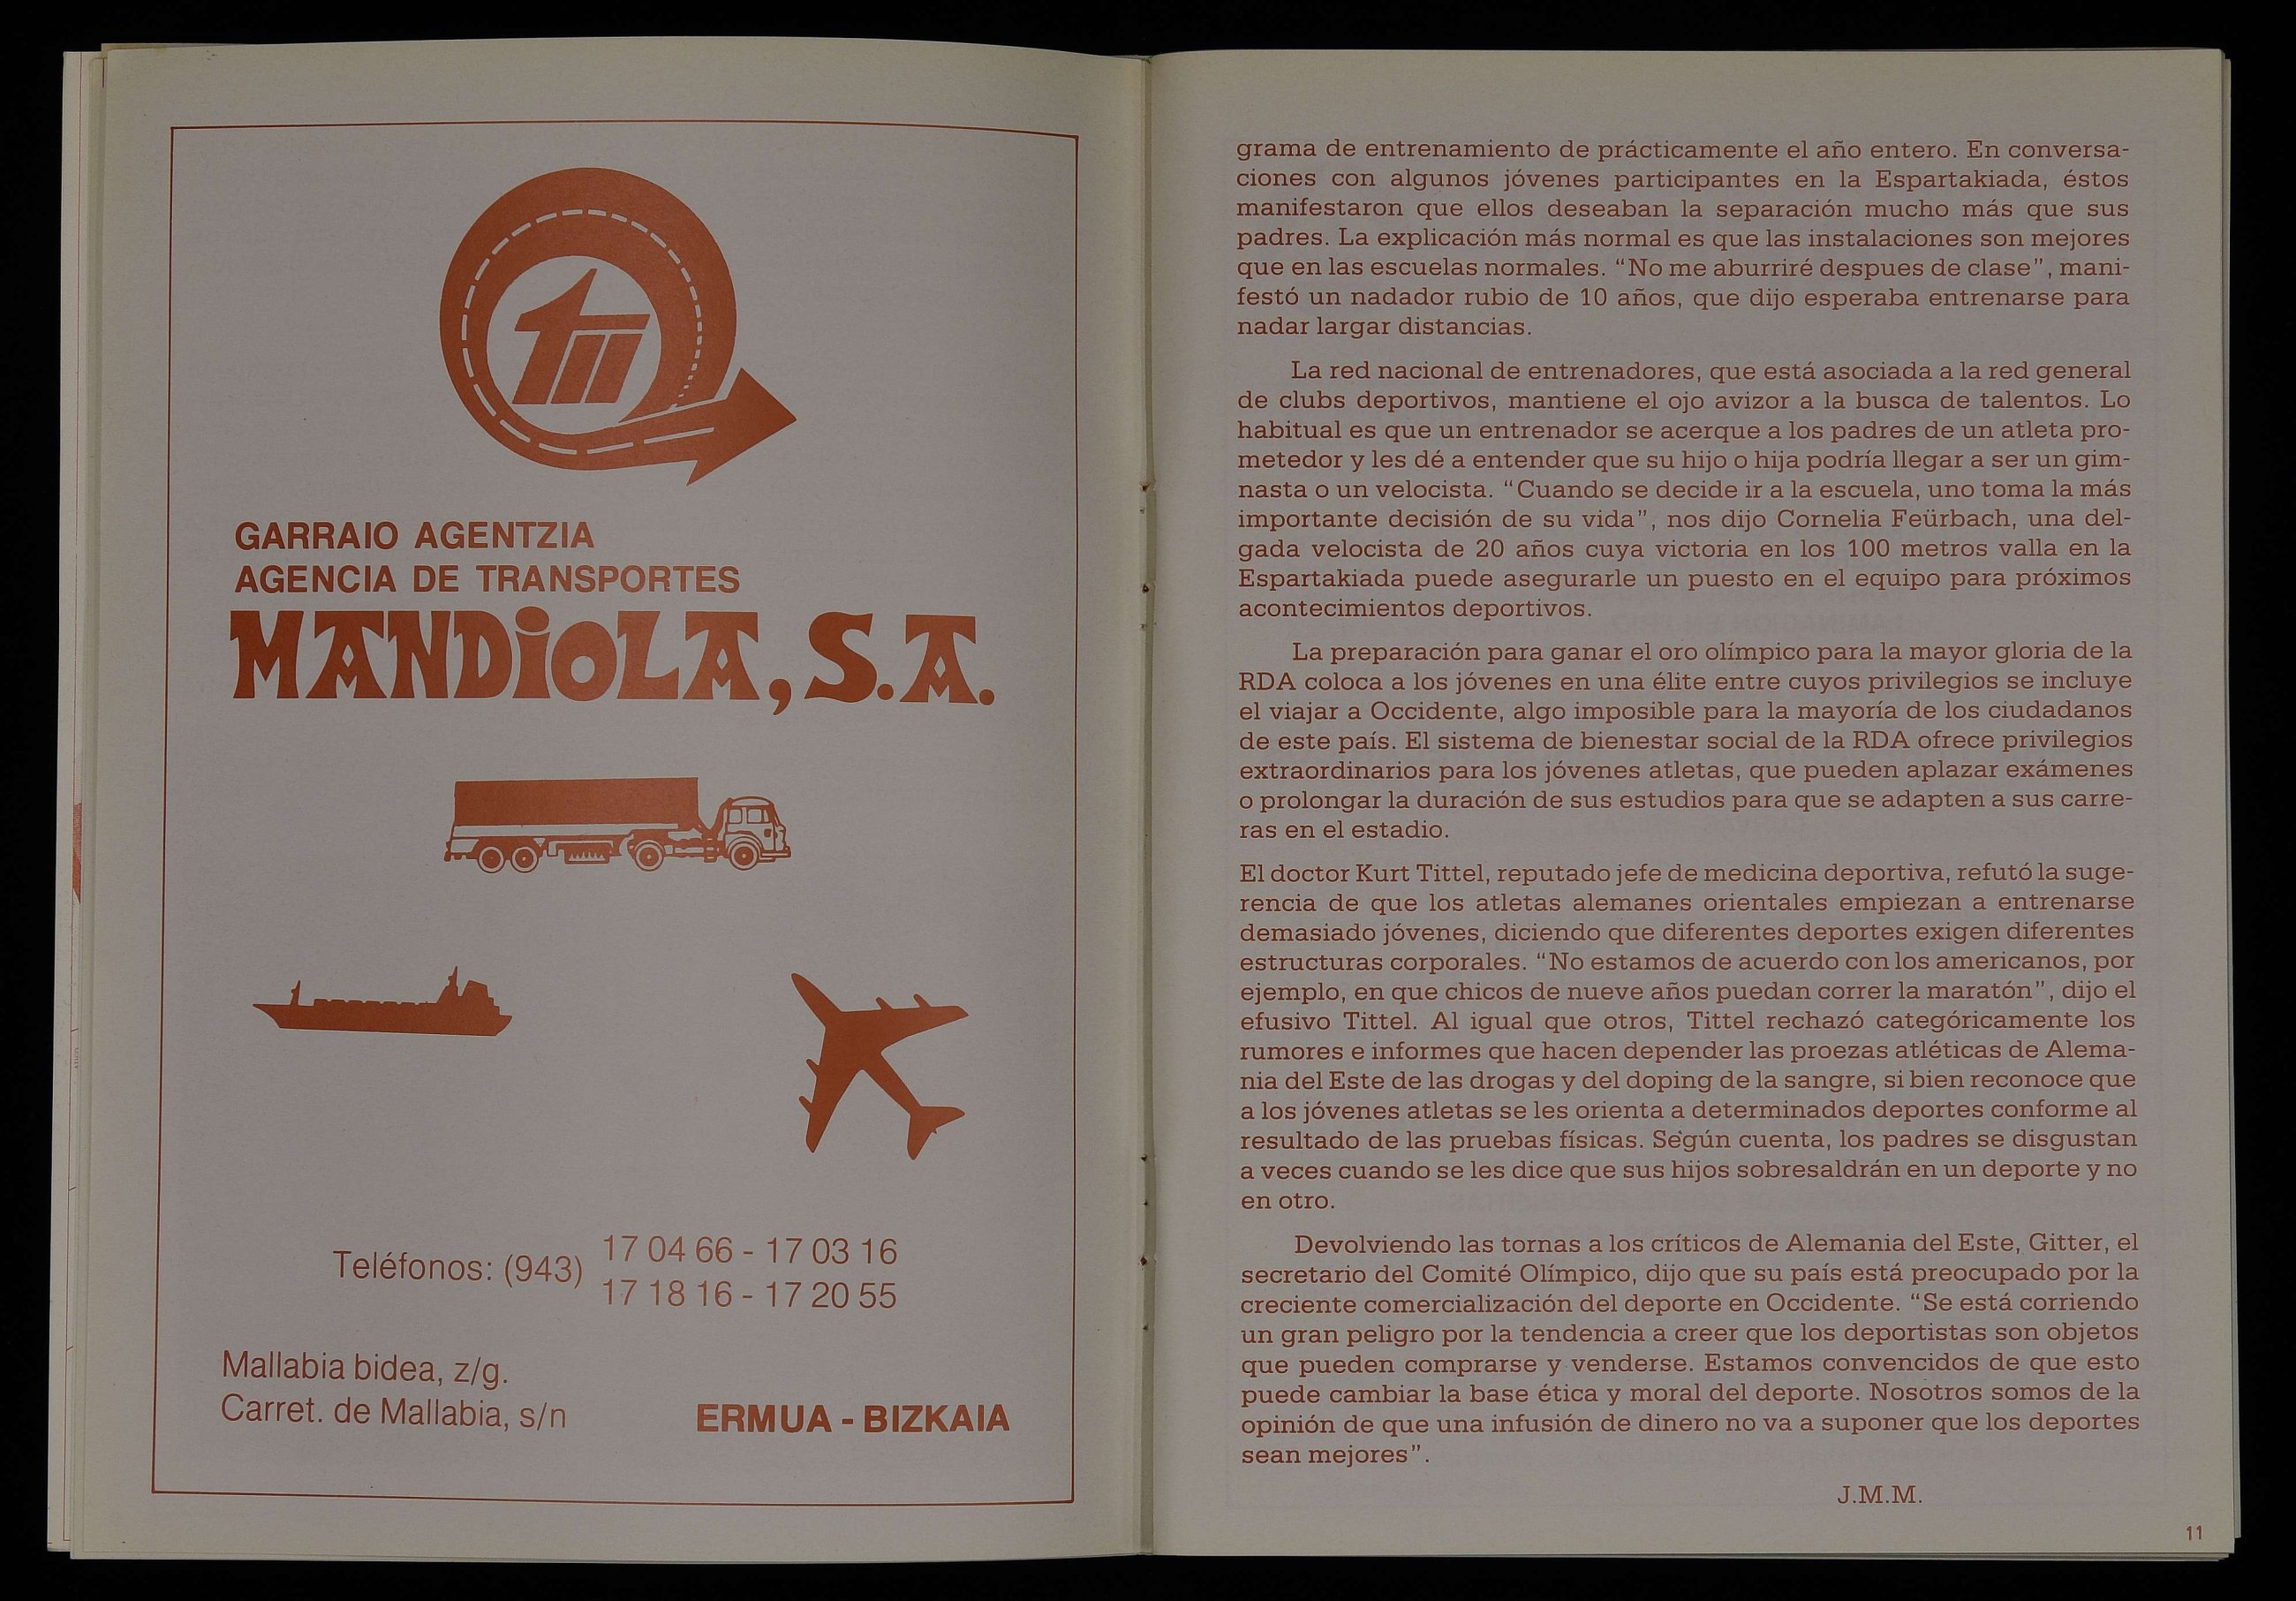 GARRAIO AGENTZIA
AGENCIA DE TRANSPORTES
MANDiOLA, S.A.
Teléfonos: (943)
17 04 66 - 17 03 16
17 18 16 - 17 20 55
Mallabia bidea, z/g.
Carret. de Mallabia, s/n
ERMUA - BIZKAIA
grama de entrenamiento de prácticamente el año entero. En conversa-
ciones con algunos jóvenes participantes en la Espartakiada, éstos
manifestaron que ellos deseaban la separación mucho más que sus
padres. La explicación más normal es que las instalaciones son mejores
que en las escuelas normales. “No me aburriré despues de clase”, mani-
festó un nadador rubio de 10 años, que dijo esperaba entrenarse para
nadar largar distancias.
La red nacional de entrenadores, que está asociada a la red general
de clubs deportivos, mantiene el ojo avizor a la busca de talentos. Lo
habitual es que un entrenador se acerque a los padres de un atleta pro-
metedor y les dé a entender que su hijo o hija podría llegar a ser un gim-
nasta o un velocista. “Cuando se decide ir a la escuela, uno toma la más
importante decisión de su vida”, nos dijo Cornelia Feürbach, una del-
gada velocista de 20 años cuya victoria en los 100 metros valla en la
Espartakiada puede asegurarle un puesto en el equipo para próximos
acontecimientos deportivos.
La preparación para ganar el oro olímpico para la mayor gloria de la
RDA coloca a los jóvenes en una élite entre cuyos privilegios se incluye
el viajar a Occidente, algo imposible para la mayoría de los ciudadanos
de este país. El sistema de bienestar social de la RDA ofrece privilegios
extraordinarios para los jóvenes atletas, que pueden aplazar exámenes
o prolongar la duración de sus estudios para que se adapten a sus carre-
ras en el estadio.
El doctor Kurt Tittel, reputado jefe de medicina deportiva, refutó la suge-
rencia de que los atletas alemanes orientales empiezan a entrenarse
demasiado jóvenes, diciendo que diferentes deportes exigen diferentes
estructuras corporales. “No estamos de acuerdo con los americanos, por
ejemplo, en que chicos de nueve años puedan correr la maratón”, dijo el
efusivo Tittel. Al igual que otros, Tittel rechazó categóricamente los
rumores e informes que hacen depender las proezas atléticas de Alema-
nia del Este de las drogas y del doping de la sangre, si bien reconoce que
a los jóvenes atletas se les orienta a determinados deportes conforme al
resultado de las pruebas físicas. Según cuenta, los padres se disgustan
a veces cuando se les dice que sus hijos sobresaldrán en un deporte y no
en otro.
Devolviendo las tornas a los críticos de Alemania del Este, Gitter, el
secretario del Comité Olímpico, dijo que su país está preocupado por la
creciente comercialización del deporte en Occidente. “Se está corriendo
un gran peligro por la tendencia a creer que los deportistas son objetos
que pueden comprarse y venderse. Estamos convencidos de que esto
puede cambiar la base ética y moral del deporte. Nosotros somos de la
opinión de que una infusión de dinero no va a suponer que los deportes
sean mejores”.
J.M.M.
11